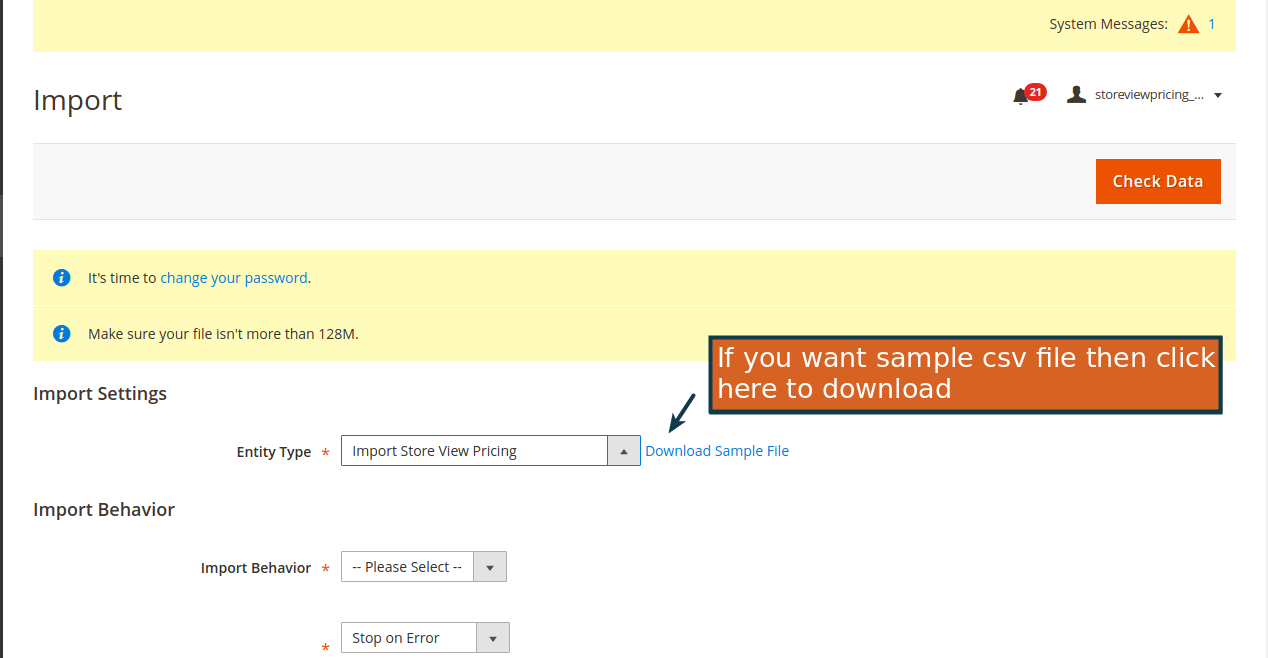 System Messages: 1
Import
21
storeviewpricing_...
Check Data
It's time to change your password.
Make sure your file isn't more than 128M.
If you want sample csv file then click
here to download
Import Settings
Entity Type * Import Store View Pricing Download Sample File
Import Behavior
Import Behavior * -- Please Select --
* Stop on Error